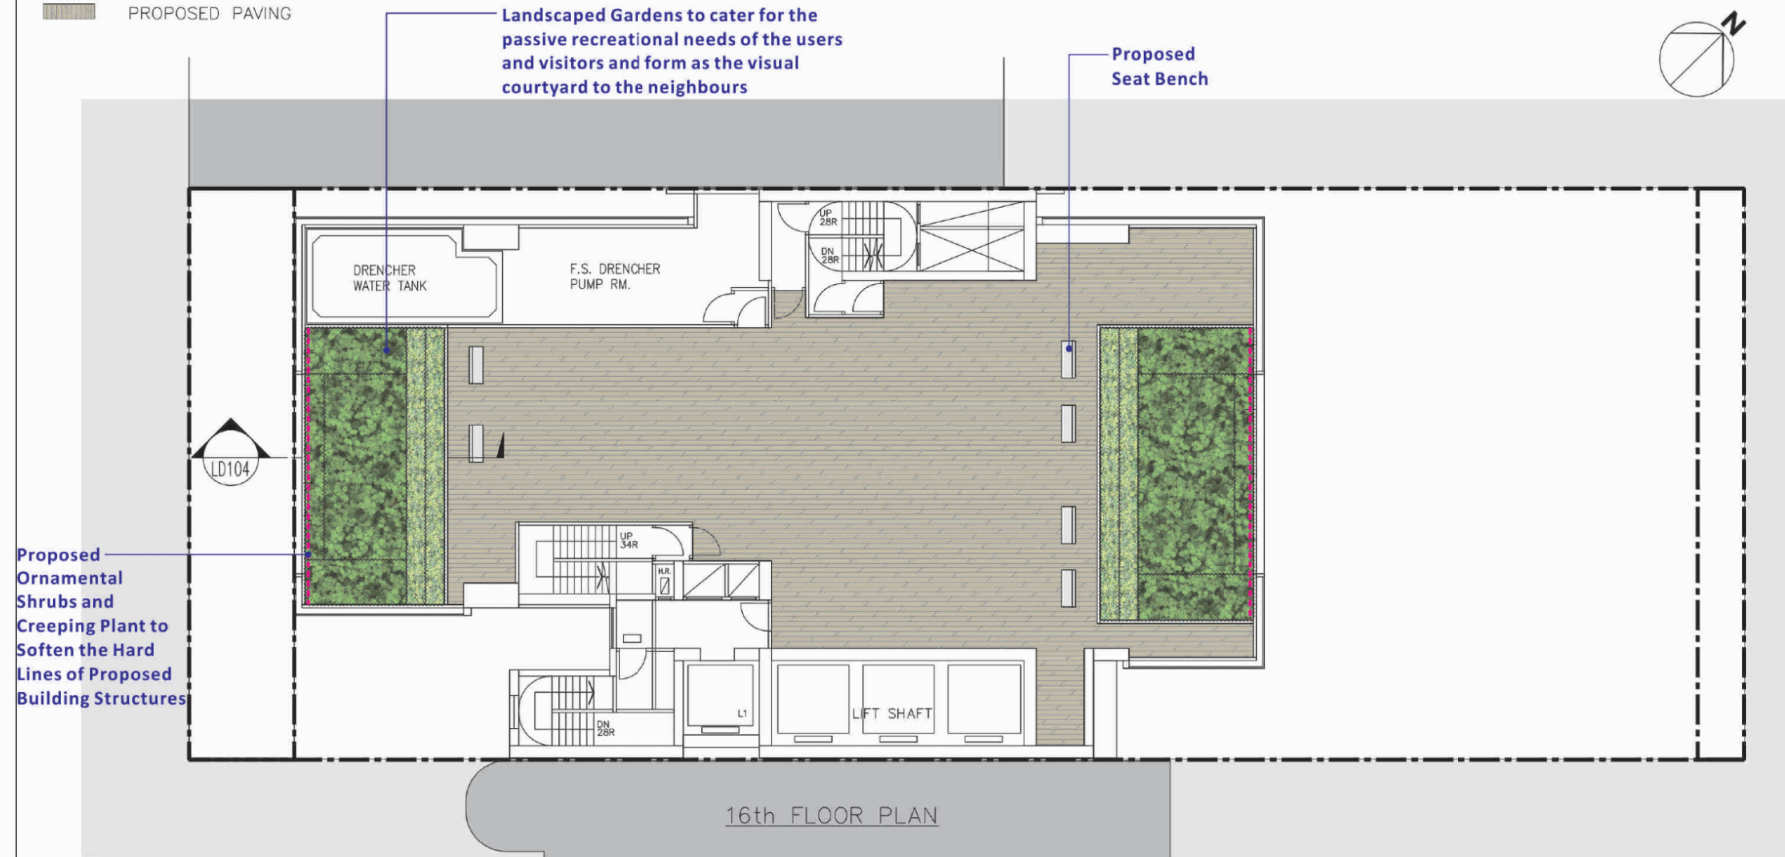 PROPOSED PAVING
Landscaped Gardens to cater for the
passive recreational needs of the users
and visitors and form as the visual
courtyard to the neighbours
Proposed
Seat Bench
N
UP
28R
DN
28R
DRENCHER
WATER TANK
F.S. DRENCHER
PUMP RM.
LD104
UP
34R
H.R.
Proposed
Ornamental
Shrubs and
Creeping Plant to
Soften the Hard
Lines of Proposed
Building Structures
L1
LIFT SHAFT
DN
28R
16th FLOOR PLAN